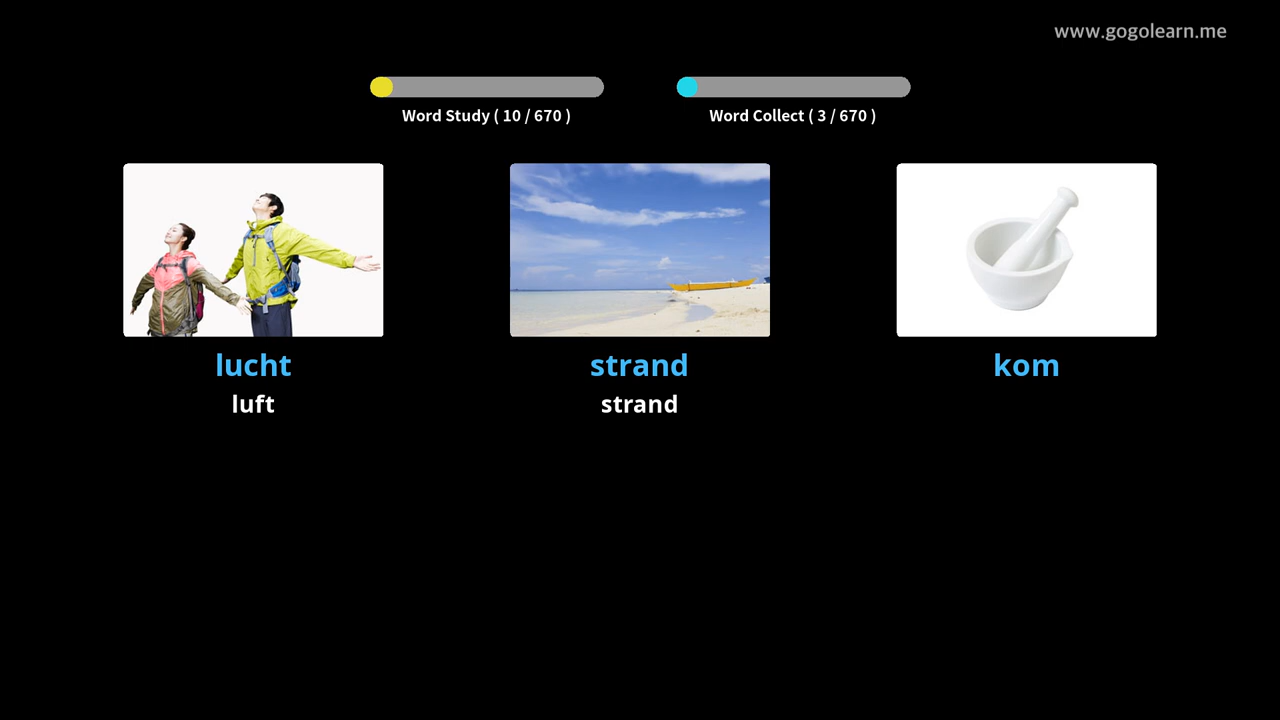 www.gogolearn.me
Word Study ( 10 / 670 )
Word Collect ( 3 / 670 )
lucht
luft
strand
strand
kom